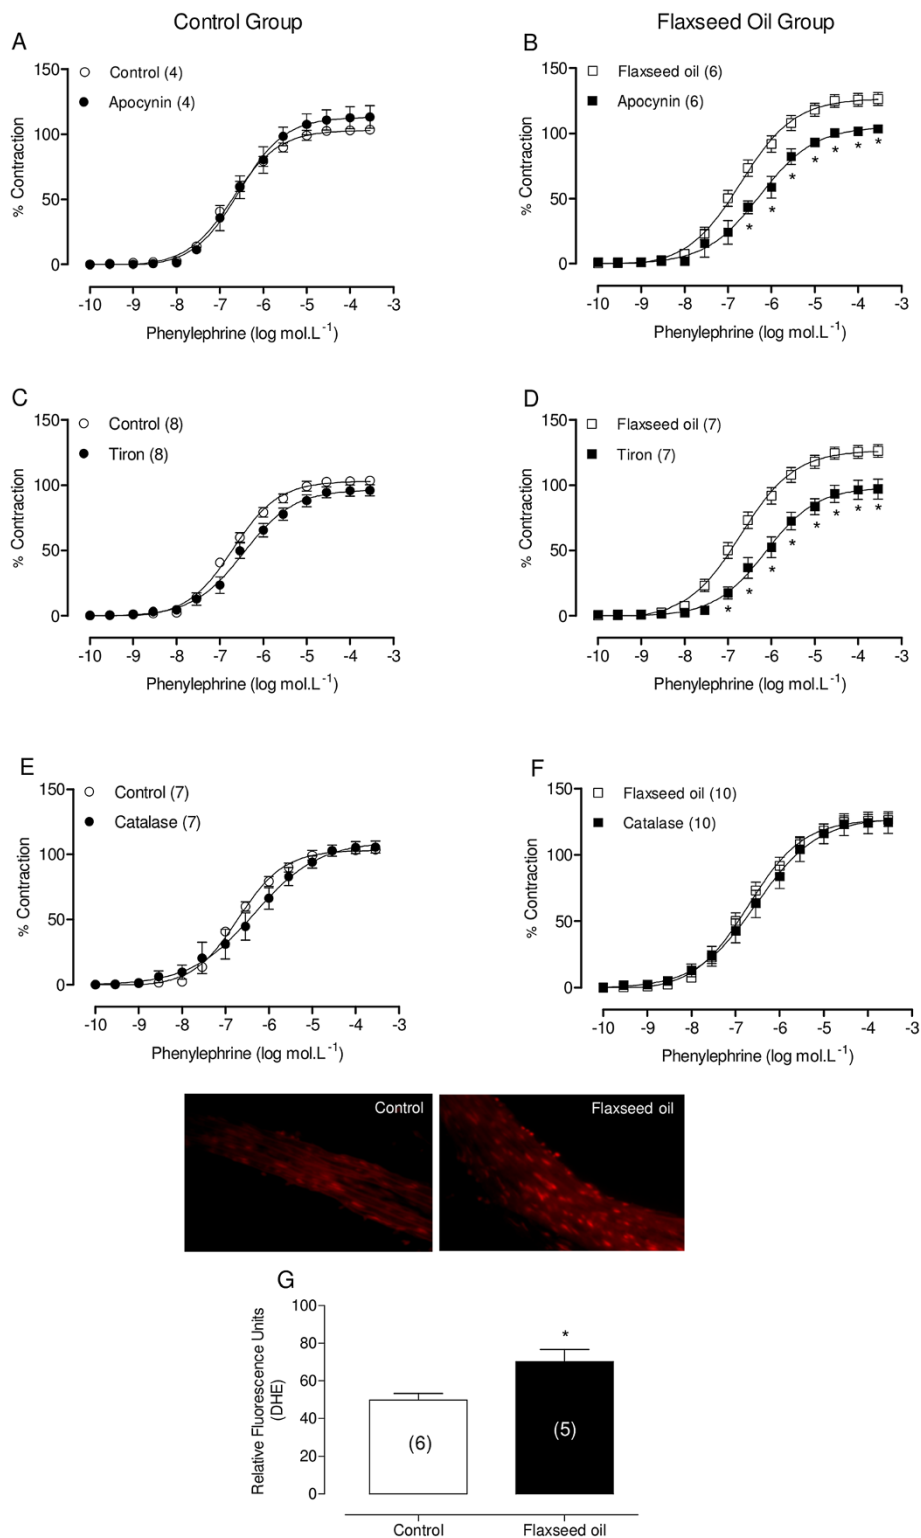 Control Group
Flaxseed Oil Group
A
150
100
50
0
% Contraction
Control (4)
Apocynin (4)
-10 -9 -8 -7 -6 -5 -4 -3
Phenylephrine (log mol.L-1)
B
150
100
50
0
% Contraction
Flaxseed oil (6)
Apocynin (6)
* * * * * * *
-10 -9 -8 -7 -6 -5 -4 -3
Phenylephrine (log mol.L-1)
C
150
100
50
0
% Contraction
Control (8)
Tiron (8)
-10 -9 -8 -7 -6 -5 -4 -3
Phenylephrine (log mol.L-1)
D
150
100
50
0
% Contraction
Flaxseed oil (7)
Tiron (7)
* * * * * * * *
-10 -9 -8 -7 -6 -5 -4 -3
Phenylephrine (log mol.L-1)
E
150
100
50
0
% Contraction
Control (7)
Catalase (7)
-10 -9 -8 -7 -6 -5 -4 -3
Phenylephrine (log mol.L-1)
F
150
100
50
0
% Contraction
Flaxseed oil (10)
Catalase (10)
-10 -9 -8 -7 -6 -5 -4 -3
Phenylephrine (log mol.L-1)
Control
Flaxseed oil
G
100
80
60
40
20
0
Relative Fluorescence Units
(DHE)
*
(6)
(5)
Control
Flaxseed oil